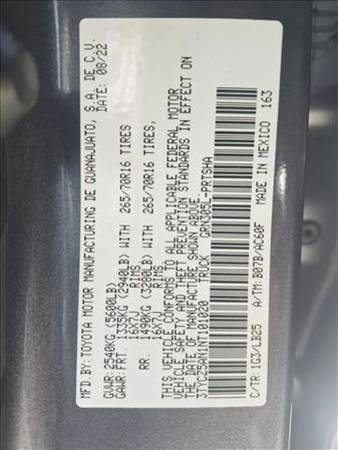 MFD. BY: TOYOTA MOTOR MANUFACTURING DE GUANAJUATO, S.A. DE C.V.
DATE: 08/22
GVWR: 2540KG (5600LB)
GAWR: FRT. 1335KG (2940LB) WITH 265/70R16 TIRES
16X7J RIMS,
RR. 1490KG (3280LB) WITH 265/70R16 TIRES
16X7J RIMS,
THIS VEHICLE CONFORMS TO ALL APPLICABLE FEDERAL MOTOR
VEHICLE SAFETY AND THEFT PREVENTION STANDARDS IN EFFECT ON
THE DATE OF MANUFACTURE SHOWN ABOVE.
3TYCZ5AN1NT101020 TRUCK GRN305L-PRTSHA
C/TR: 1G3/LB25 A/TM: B07B/AC60F MADE IN MEXICO 163